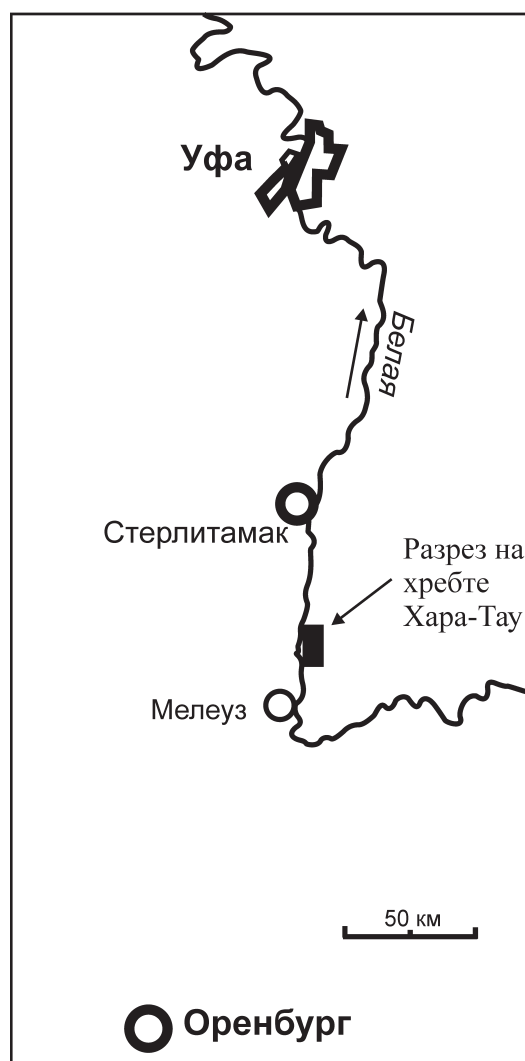 Уфа
Белая
Стерлитамак
Разрез на
хребте
Хара-Тау
Мелеуз
50 км
Оренбург